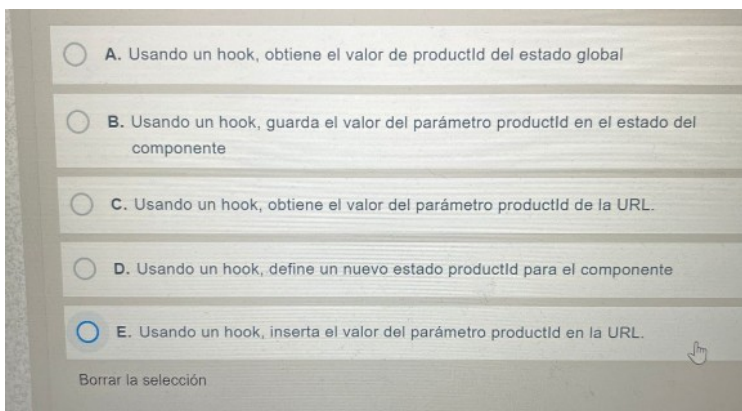 A. Usando un hook, obtiene el valor de productId del estado global
B. Usando un hook, guarda el valor del parámetro productId en el estado del
componente
C. Usando un hook, obtiene el valor del parámetro productId de la URL.
D. Usando un hook, define un nuevo estado productId para el componente
E. Usando un hook, inserta el valor del parámetro productId en la URL.
Borrar la selección